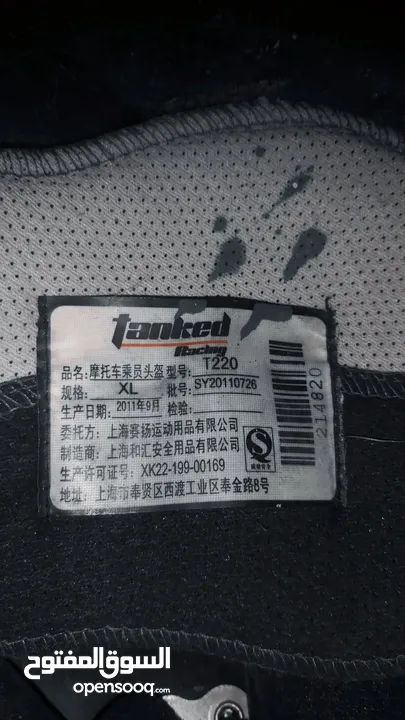 tanked
Racing
品名: 摩托车乘员头盔 型号: T220
规格: XL 批号: SY20110726
生产日期: 2011年9月 检验:
委托方: 上海赛扬运动用品有限公司
制造商: 上海和汇安全用品有限公司
生产许可证号: XK22-199-00169
地址: 上海市奉贤区西渡工业区奉金路8号
214820
السوق المفتوح
opensooq.com